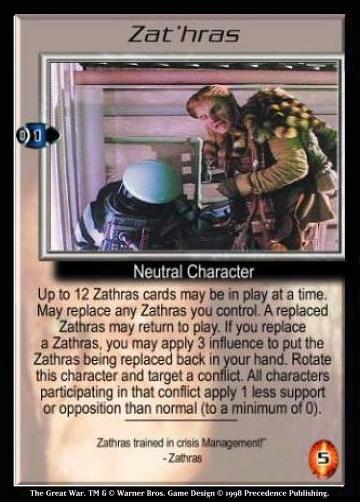 Zat'hras
0 1
Neutral Character
Up to 12 Zathras cards may be in play at a time.
May replace any Zathras you control. A replaced
Zathras may return to play. If you replace
a Zathras, you may apply 3 influence to put the
Zathras being replaced back in your hand. Rotate
this character and target a conflict. All characters
participating in that conflict apply 1 less support
or opposition than normal (to a minimum of 0).
Zathras trained in crisis Management!"
- Zathras
5
The Great War. TM & © Warner Bros. Game Design © 1998 Precedence Publishing.